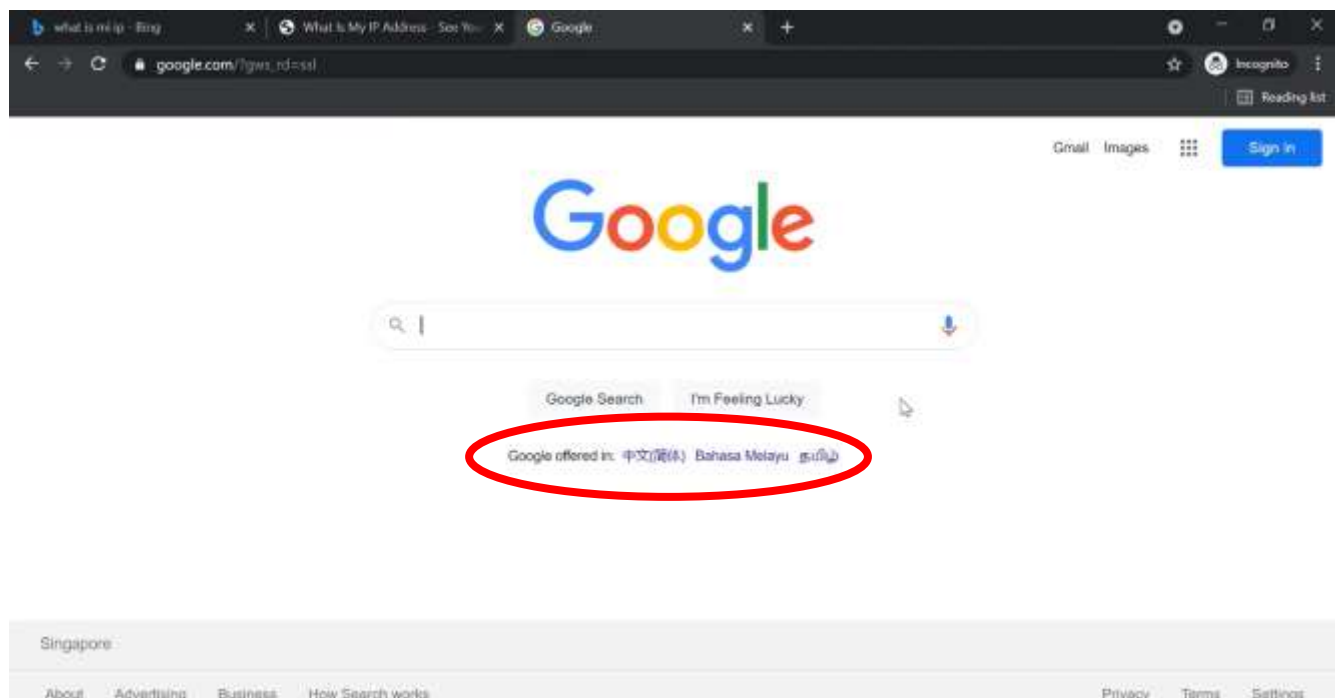 what is mi ip - Bing
What Is My IP Address - See You
Google
google.com/?gws_rd=ssl
Incognito
Reading list
Gmail Images
Sign in
Google
Google Search I'm Feeling Lucky
Google offered in: 中文(简体) Bahasa Melayu தமிழ்
Singapore
About Advertising Business How Search works
Privacy Terms Settings